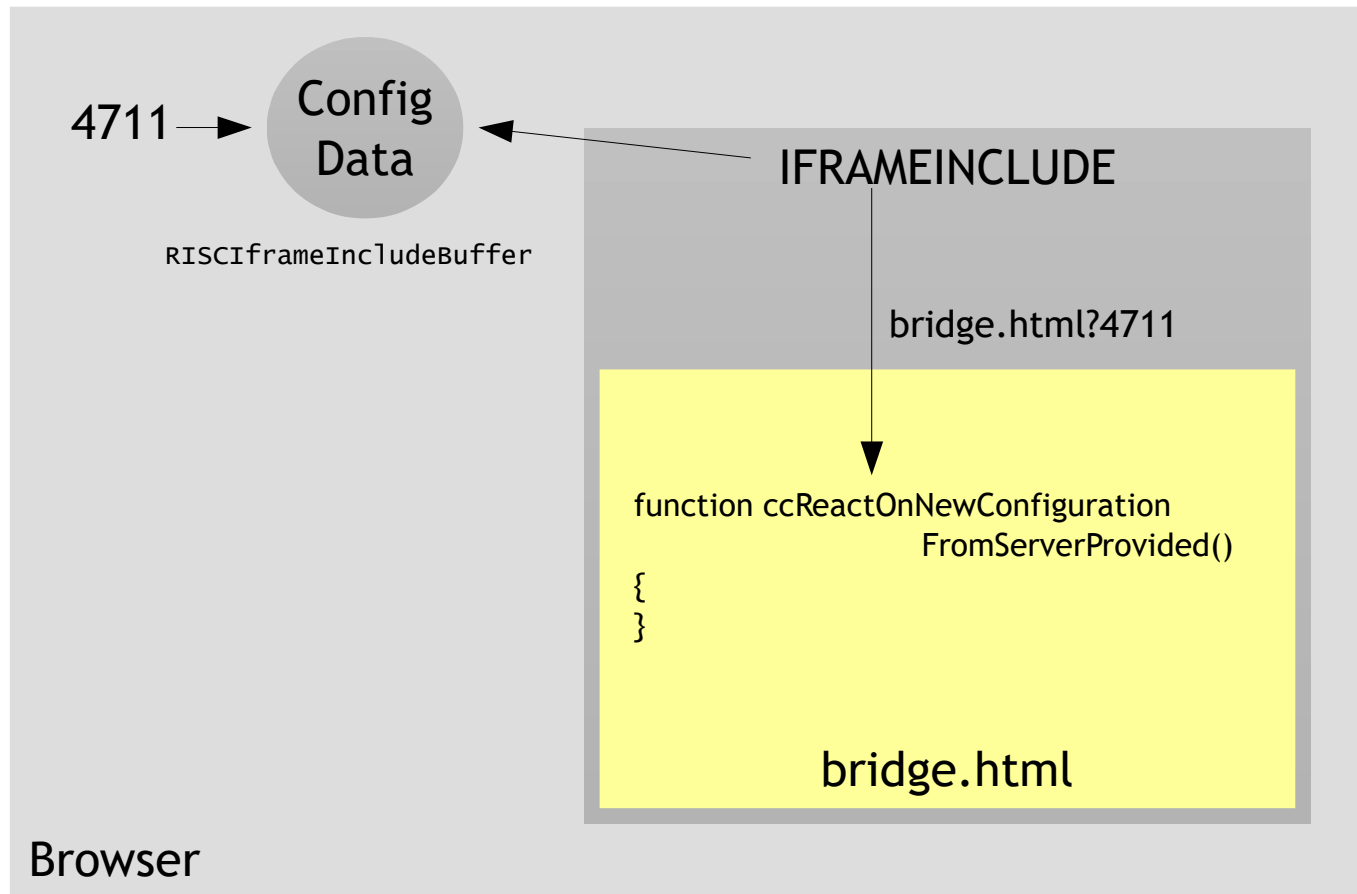 Config
Data
4711
IFRAMEINCLUDE
RISCIframeIncludeBuffer
bridge.html?4711
function ccReactOnNewConfiguration
FromServerProvided()
{
}
bridge.html
Browser